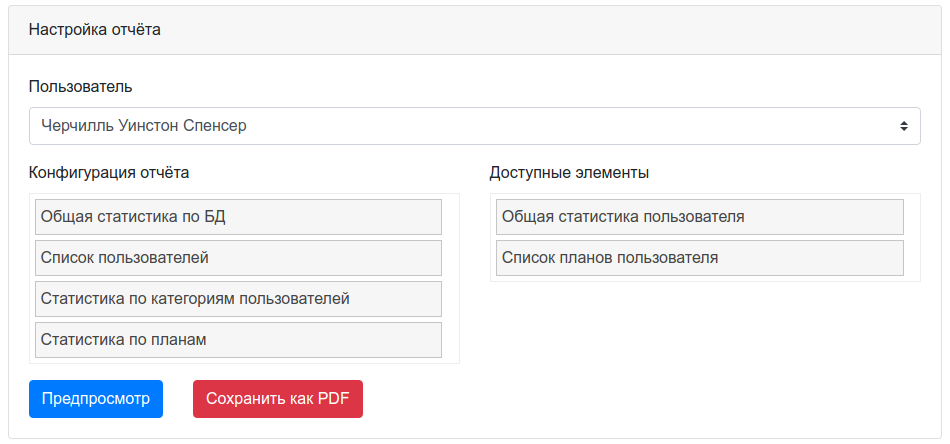 Настройка отчёта
Пользователь
Черчилль Уинстон Спенсер
Конфигурация отчёта
Общая статистика по БД
Список пользователей
Статистика по категориям пользователей
Статистика по планам
Доступные элементы
Общая статистика пользователя
Список планов пользователя
Предпросмотр
Сохранить как PDF